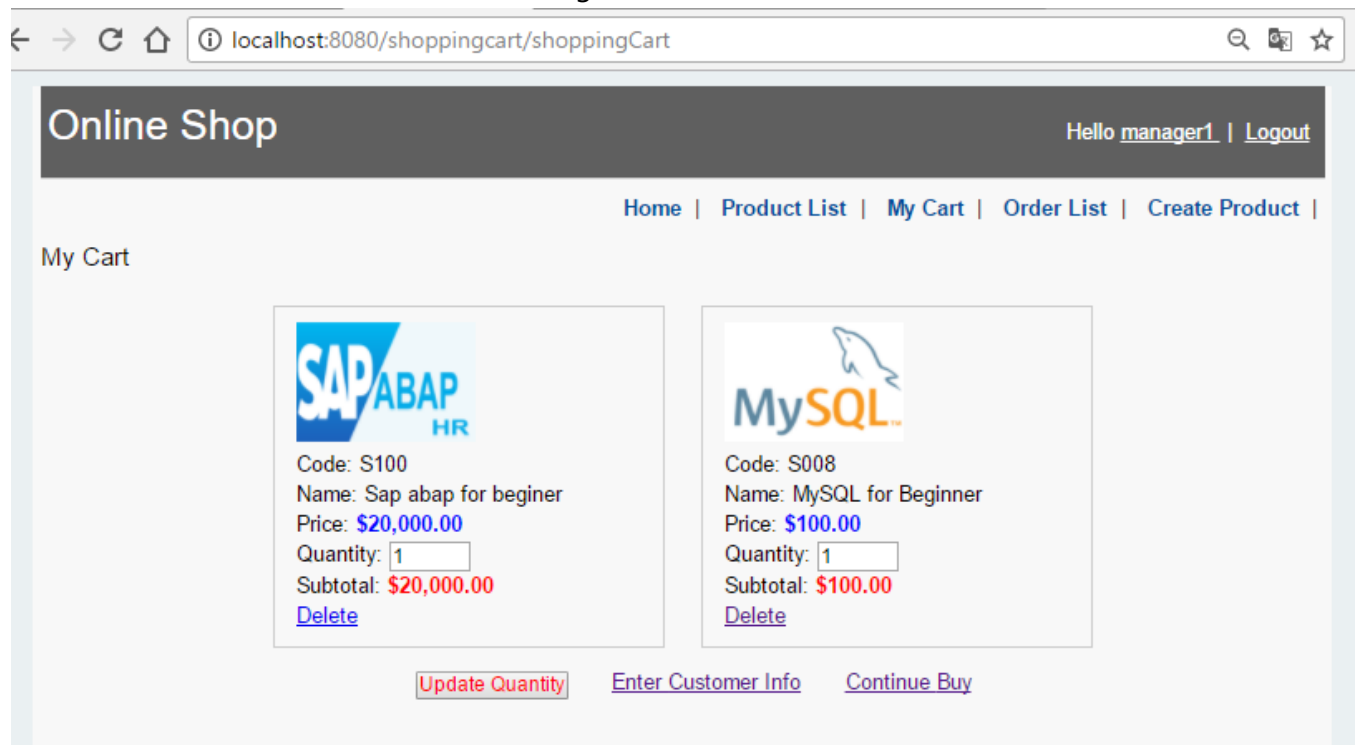 localhost:8080/shoppingcart/shoppingCart
Online Shop
Hello manager1 | Logout
Home | Product List | My Cart | Order List | Create Product |
My Cart
SAP ABAP
HR
Code: S100
Name: Sap abap for beginer
Price: $20,000.00
Quantity: 1
Subtotal: $20,000.00
Delete
MySQL
Code: S008
Name: MySQL for Beginner
Price: $100.00
Quantity: 1
Subtotal: $100.00
Delete
Update Quantity Enter Customer Info Continue Buy